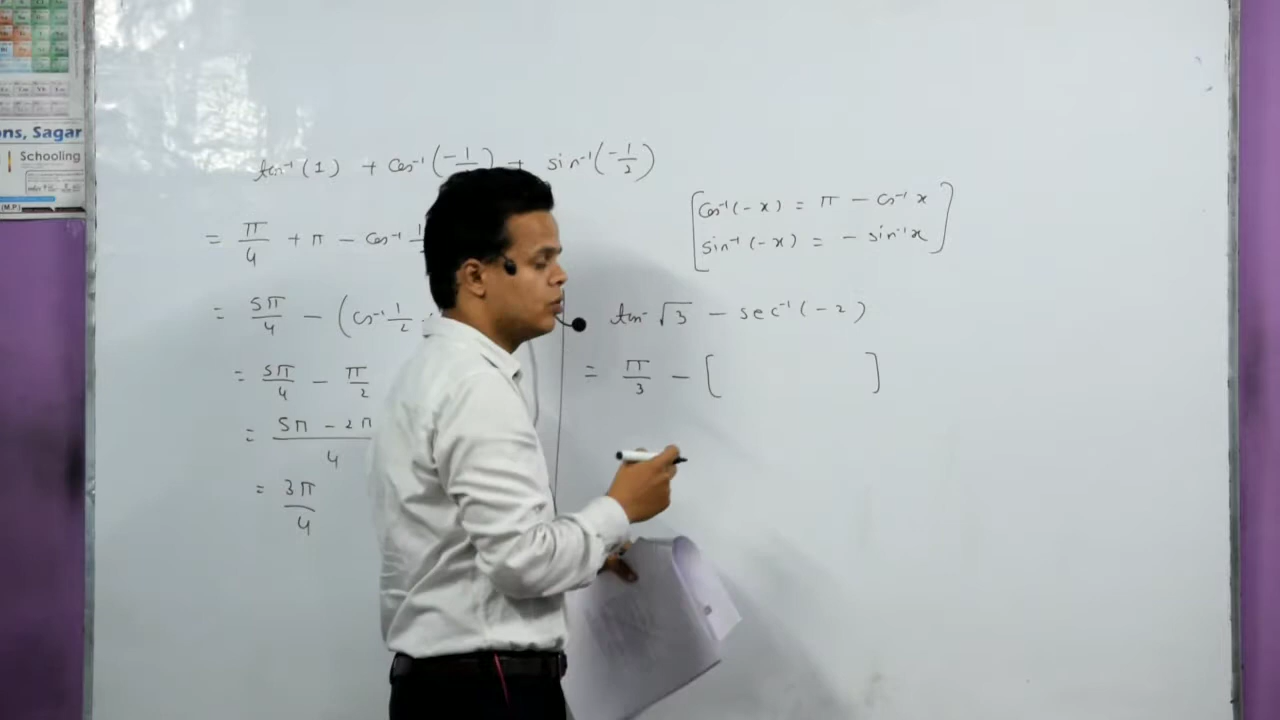 ons, Sagar
Schooling
(M.P.)
tan⁻¹(1) + cos⁻¹(-1/ ) + sin⁻¹(-1/2)
= π/4 + π - cos⁻¹ 1
= 5π/4 - (cos⁻¹ 1/2
= 5π/4 - π/2
= 5π - 2π / 4
= 3π/4
[cos⁻¹(-x) = π - cos⁻¹x
sin⁻¹(-x) = - sin⁻¹x]
tan⁻ √3 - sec⁻¹(-2)
= π/3 - [ ]